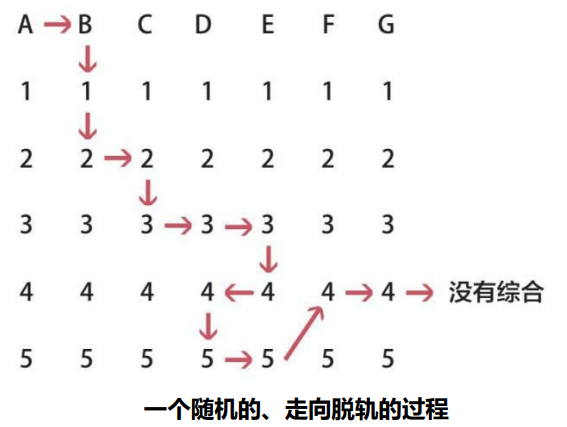 A → B C D E F G
1 1 1 1 1 1 1
2 2 → 2 2 2 2 2
3 3 3 → 3 → 3 3 3
4 4 4 4 ← 4 4 → 4 → 没有综合
5 5 5 5 → 5 5 5
一个随机的、走向脱轨的过程